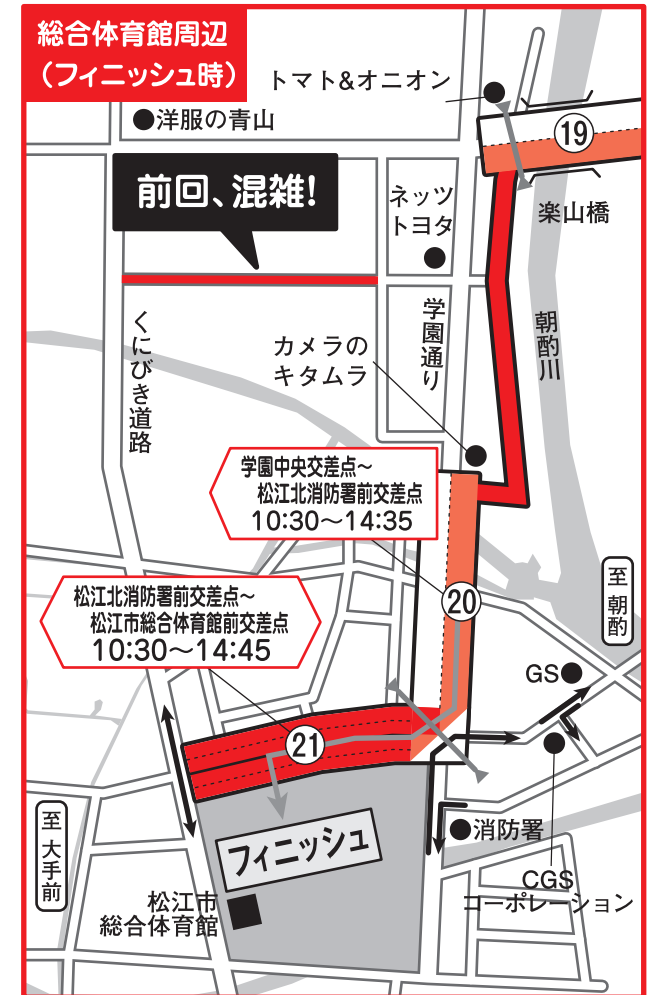 総合体育館周辺
（フィニッシュ時）
トマト&オニオン
●洋服の青山
19
前回、混雑!
ネッツ
トヨタ
楽山橋
くにびき道路
学園通り
朝酌川
カメラの
キタムラ
学園中央交差点〜
松江北消防署前交差点
10:30〜14:35
20
至 朝酌
松江北消防署前交差点〜
松江市総合体育館前交差点
10:30〜14:45
GS
21
至 大手前
フィニッシュ
消防署
CGS
コーポレーション
松江市
総合体育館